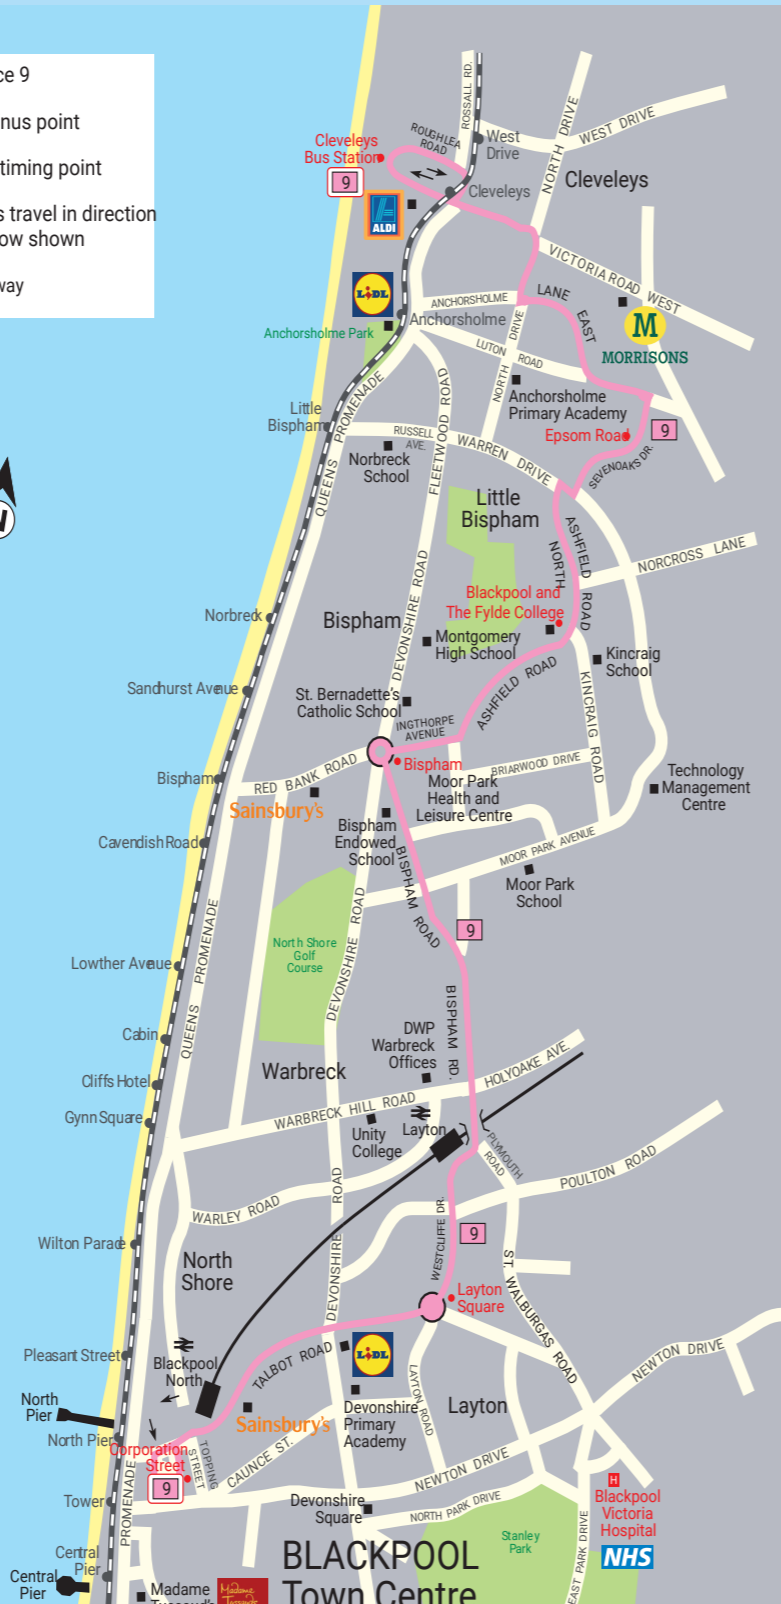 ce 9
nus point
timing point
s travel in direction
ow shown
way
ROSSALL RD.
ROUGHLEA
ROAD
Cleveleys
Bus Station
9
West
Drive
NORTH DRIVE
WEST DRIVE
Cleveleys
Cleveleys
ALDI
VICTORIA ROAD WEST
LIDL
ANCHORSHOLME
LANE
EAST
M
MORRISONS
Anchorsholme
Anchorsholme Park
LUTON ROAD
NORTH DRIVE
Anchorsholme
Primary Academy
QUEENS PROMENADE
FLEETWOOD ROAD
Little
Bispham
RUSSELL
AVE.
WARREN DRIVE
Epsom Road
9
SEVENOAKS DR.
Norbreck
School
Little
Bispham
NORTH
ASHFIELD ROAD
NORCROSS LANE
DEVONSHIRE ROAD
Blackpool and
The Fylde College
Norbreck
Bispham
Montgomery
High School
Kincraig
School
ASHFIELD ROAD
KINCRAIG ROAD
Sandhurst Avenue
St. Bernadette's
Catholic School
INGTHORPE
AVENUE
Bispham
Bispham
RED BANK ROAD
BRIARWOOD DRIVE
Sainsbury's
Moor Park
Health and
Leisure Centre
Technology
Management
Centre
Bispham
Endowed
School
Cavendish Road
MOOR PARK AVENUE
Moor Park
School
BISPHAM ROAD
QUEENS PROMENADE
DEVONSHIRE ROAD
9
North Shore
Golf
Course
Lowther Avenue
BISPHAM RD.
Cabin
DWP
Warbreck
Offices
Cliffs Hotel
Warbreck
HOLYOAKE AVE.
WARBRECK HILL ROAD
Gynn Square
Unity
College
Layton
PLYMOUTH
ROAD
POULTON ROAD
WARLEY ROAD
DEVONSHIRE ROAD
WESTCLIFFE DR.
9
Wilton Parade
North
Shore
ST. WALBURGAS ROAD
Layton
Square
Pleasant Street
Blackpool
North
TALBOT ROAD
LIDL
NEWTON DRIVE
LAYTON ROAD
North
Pier
Sainsbury's
Devonshire
Primary
Academy
Layton
North Pier
Corporation
Street
9
TOPPING
STREET
CAUNCE ST.
NEWTON DRIVE
PROMENADE
Tower
Devonshire
Square
NORTH PARK DRIVE
H
Blackpool
Victoria
Hospital
NHS
Stanley
Park
EAST PARK DRIVE
Central
Pier
Central
Pier
BLACKPOOL
Town Centre
Madame
Tussaud's
Madame
Tussauds
N